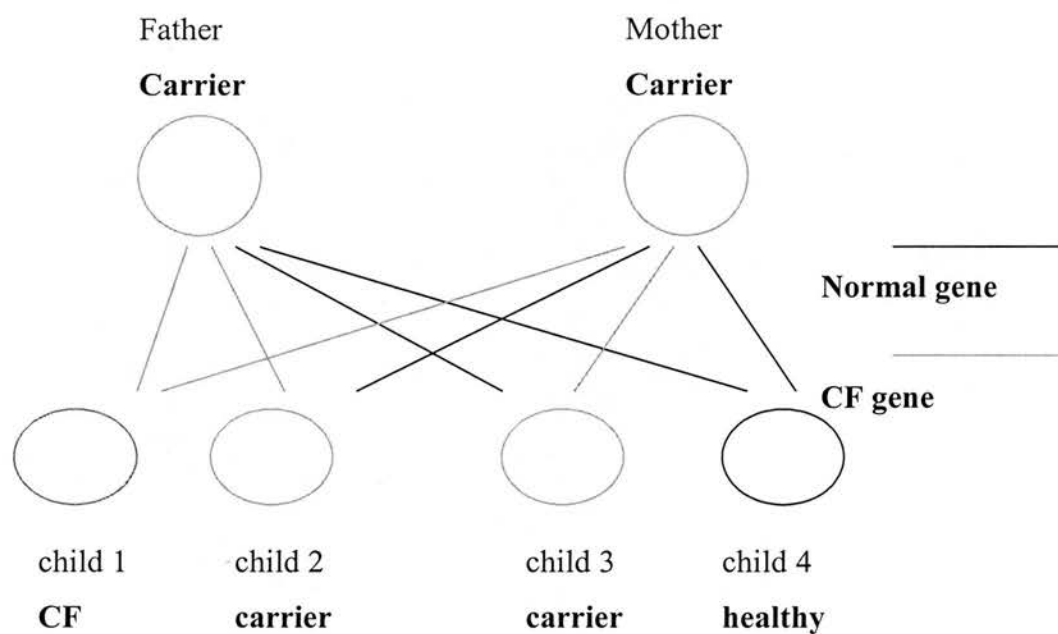 Father Mother
Carrier Carrier
Normal gene
CF gene
child 1 child 2 child 3 child 4
CF carrier carrier healthy